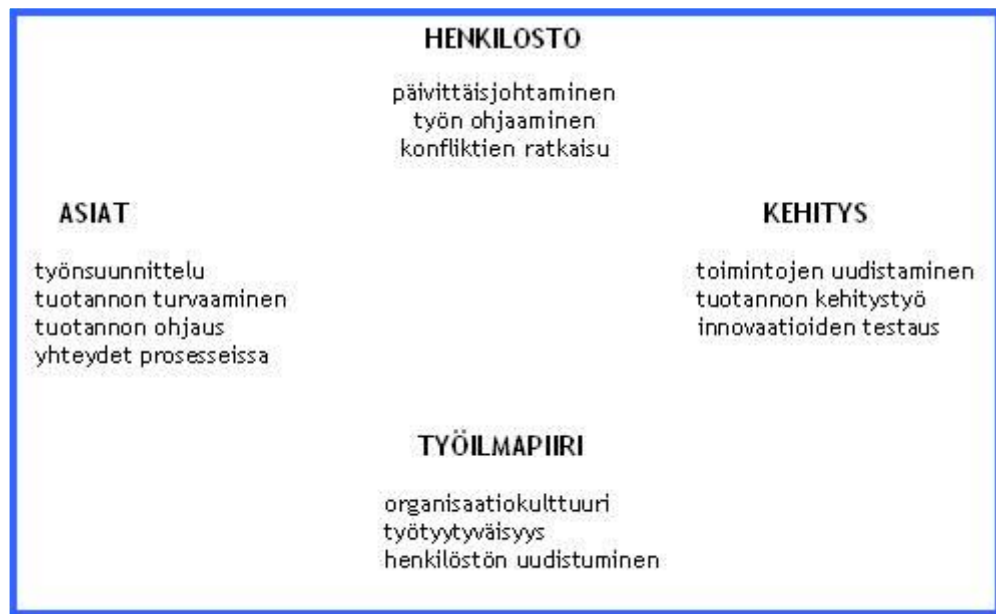 HENKILOSTO
päivittäisjohtaminen
työn ohjaaminen
konfliktien ratkaisu
ASIAT
työnsuunnittelu
tuotannon turvaaminen
tuotannon ohjaus
yhteydet prosesseissa
KEHITYS
toimintojen uudistaminen
tuotannon kehitystyö
innovaatioiden testaus
TYÖILMAPIIRI
organisaatiokulttuuri
työtyytyväisyys
henkilöstön uudistuminen